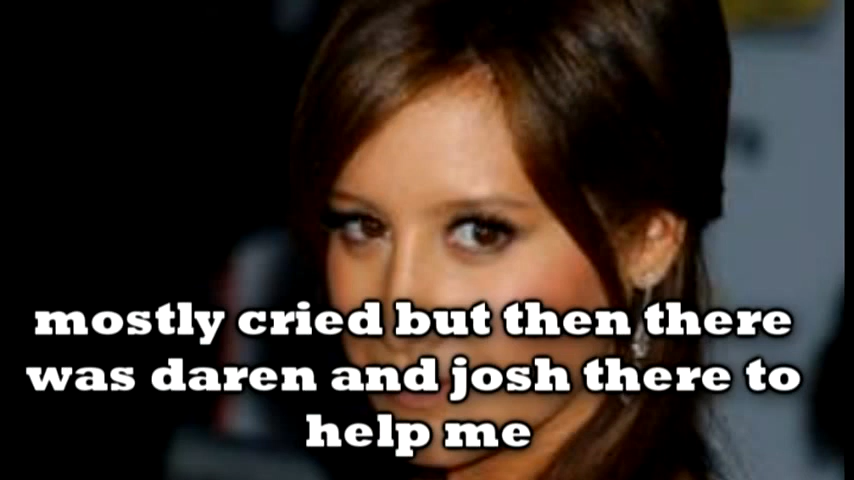 mostly cried but then there
was daren and josh there to
help me